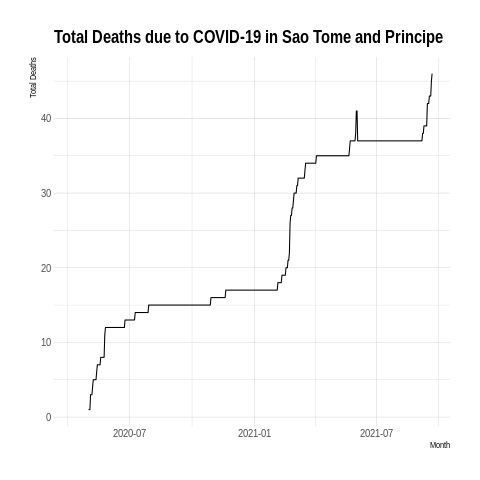 Total Deaths due to COVID-19 in Sao Tome and Principe
Total Deaths
40
30
20
10
0
2020-07
2021-01
2021-07
Month